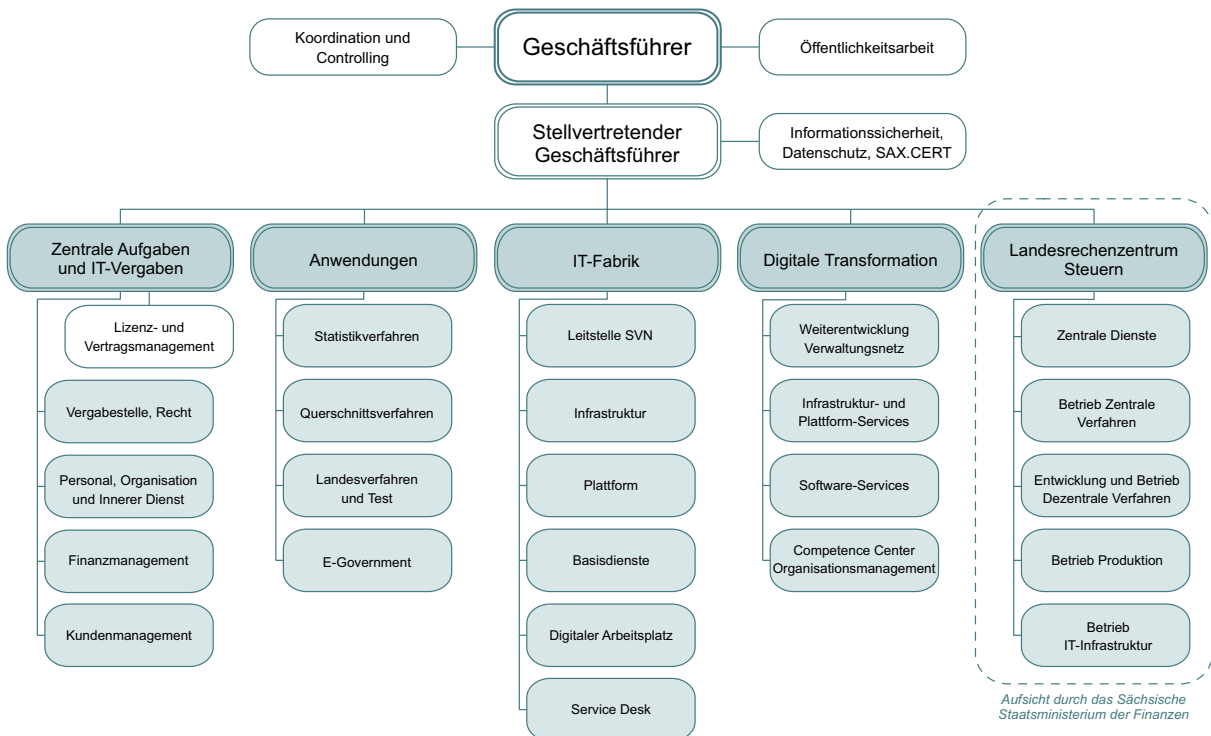 Koordination und
Controlling
Geschäftsführer
Öffentlichkeitsarbeit
Stellvertretender
Geschäftsführer
Informationssicherheit,
Datenschutz, SAX.CERT
Zentrale Aufgaben
und IT-Vergaben
Lizenz- und
Vertragsmanagement
Vergabestelle, Recht
Personal, Organisation
und Innerer Dienst
Finanzmanagement
Kundenmanagement
Anwendungen
Statistikverfahren
Querschnittsverfahren
Landesverfahren
und Test
E-Government
IT-Fabrik
Leitstelle SVN
Infrastruktur
Plattform
Basisdienste
Digitaler Arbeitsplatz
Service Desk
Digitale Transformation
Weiterentwicklung
Verwaltungsnetz
Infrastruktur- und
Plattform-Services
Software-Services
Competence Center
Organisationsmanagement
Landesrechenzentrum
Steuern
Zentrale Dienste
Betrieb Zentrale
Verfahren
Entwicklung und Betrieb
Dezentrale Verfahren
Betrieb Produktion
Betrieb
IT-Infrastruktur
Aufsicht durch das Sächsische
Staatsministerium der Finanzen